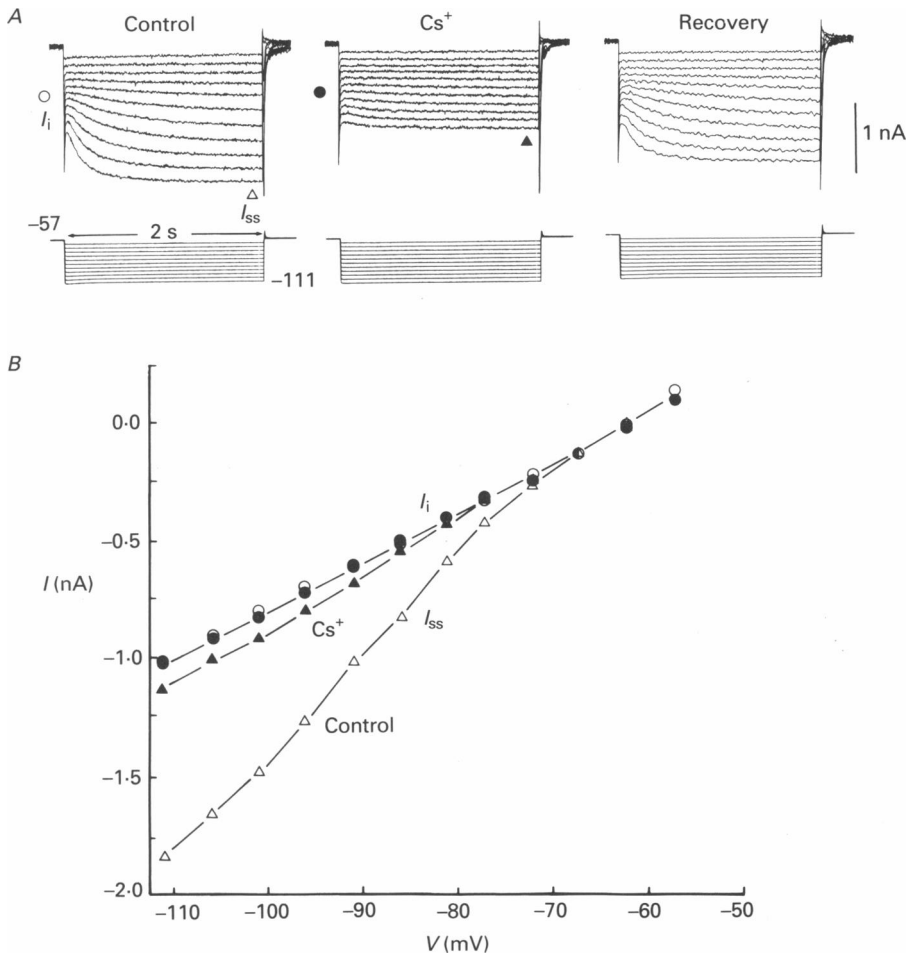 A
Control
Cs⁺
Recovery
○
Iᵢ
●
▲
△
Iₛₛ
1 nA
−57
2 s
−111
B
0·0
−0·5
−1·0
−1·5
−2·0
I (nA)
Iᵢ
Cs⁺
Iₛₛ
Control
−110
−100
−90
−80
−70
−60
−50
V (mV)